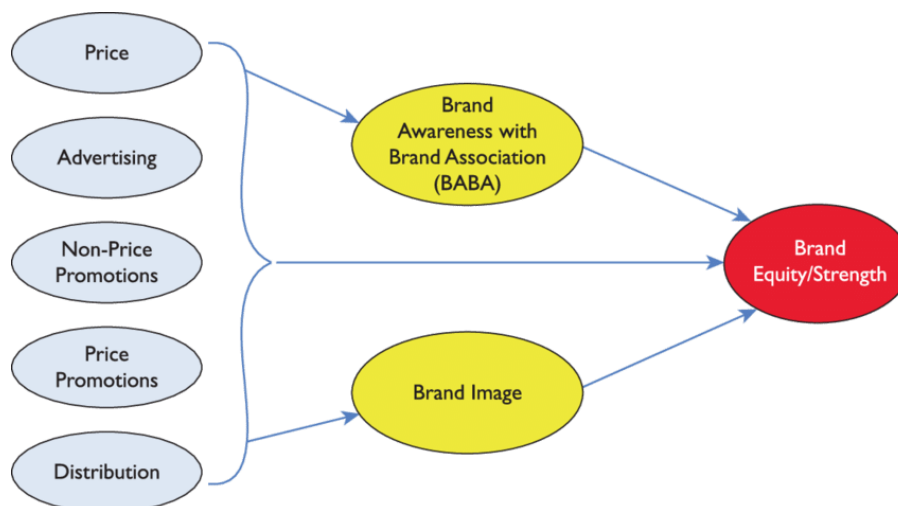 Price
Advertising
Non-Price
Promotions
Price
Promotions
Distribution
Brand
Awareness with
Brand Association
(BABA)
Brand Image
Brand
Equity/Strength